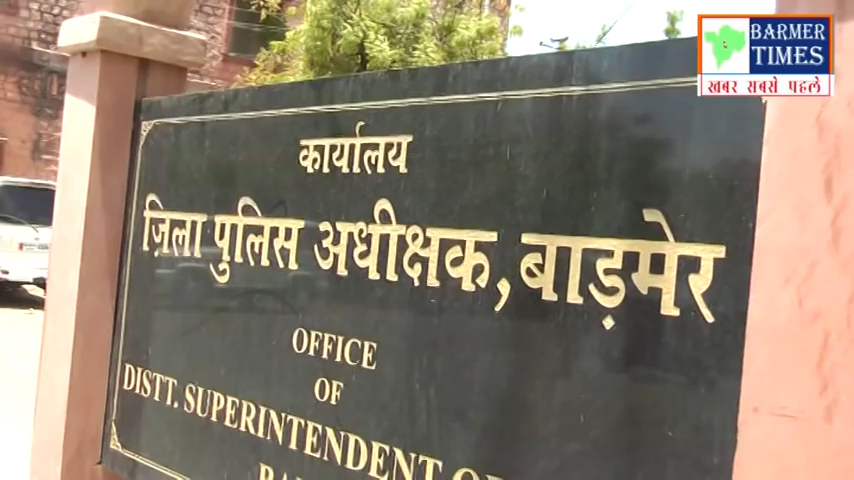 BARMER
TIMES
खबर सबसे पहले
कार्यालय
ज़िला पुलिस अधीक्षक, बाड़मेर
OFFICE
OF
DISTT. SUPERINTENDENT